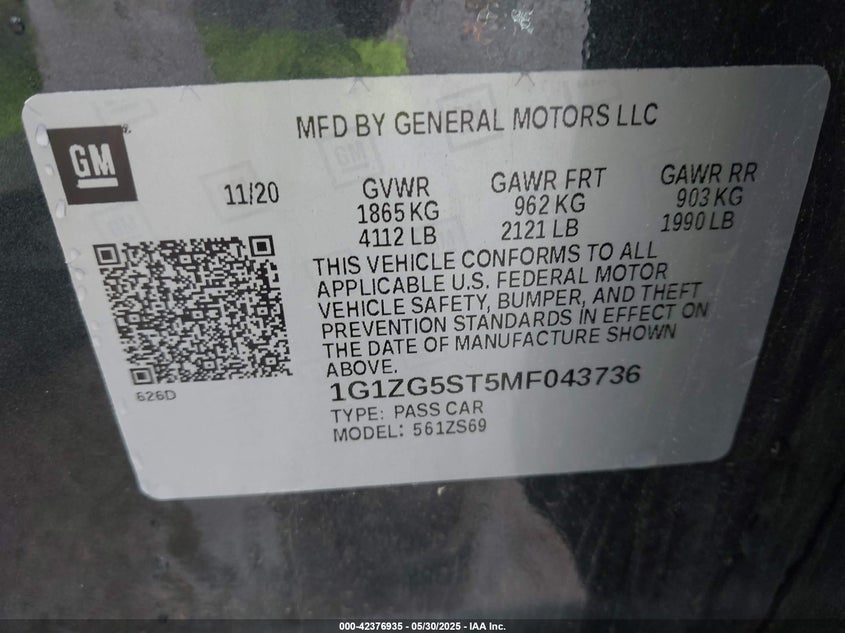 MFD BY GENERAL MOTORS LLC
GM®
11/20
GVWR
1865 KG
4112 LB
GAWR FRT
962 KG
2121 LB
GAWR RR
903 KG
1990 LB
THIS VEHICLE CONFORMS TO ALL
APPLICABLE U.S. FEDERAL MOTOR
VEHICLE SAFETY, BUMPER, AND THEFT
PREVENTION STANDARDS IN EFFECT ON
THE DATE OF MANUFACTURE SHOWN
ABOVE.
626D
1G1ZG5ST5MF043736
TYPE: PASS CAR
MODEL: 561ZS69
000-42376935 - 05/30/2025 - IAA Inc.